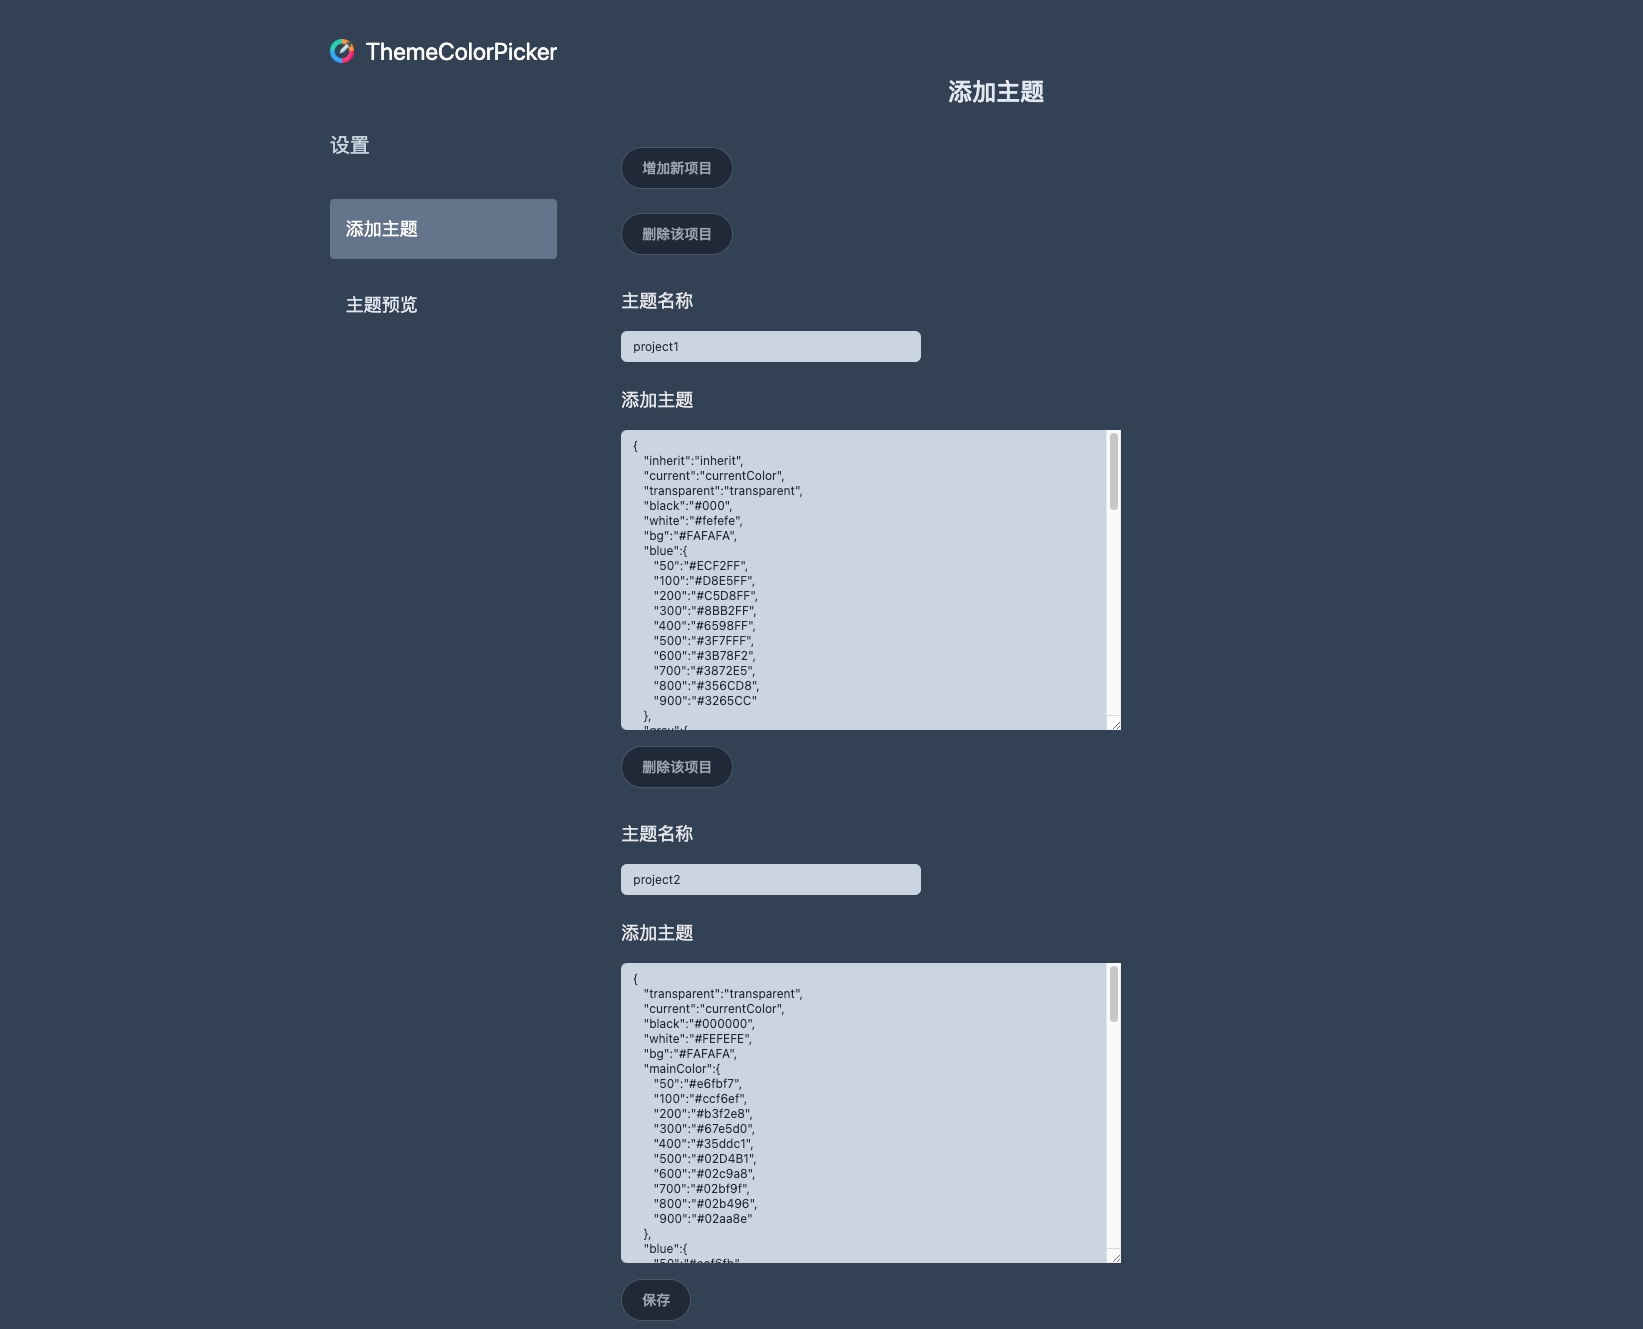 ThemeColorPicker
添加主题
设置
添加主题
主题预览
增加新项目
删除该项目
主题名称
project1
添加主题
{
"inherit":"inherit",
"current":"currentColor",
"transparent":"transparent",
"black":"#000",
"white":"#fefefe",
"bg":"#FAFAFA",
"blue":{
"50":"#ECF2FF",
"100":"#D8E5FF",
"200":"#C5D8FF",
"300":"#8BB2FF",
"400":"#6598FF",
"500":"#3F7FFF",
"600":"#3B78F2",
"700":"#3872E5",
"800":"#356CD8",
"900":"#3265CC"
},
"gray":{
删除该项目
主题名称
project2
添加主题
{
"transparent":"transparent",
"current":"currentColor",
"black":"#000000",
"white":"#FEFEFE",
"bg":"#FAFAFA",
"mainColor":{
"50":"#e6fbf7",
"100":"#ccf6ef",
"200":"#b3f2e8",
"300":"#67e5d0",
"400":"#35ddc1",
"500":"#02D4B1",
"600":"#02c9a8",
"700":"#02bf9f",
"800":"#02b496",
"900":"#02aa8e"
},
"blue":{
保存